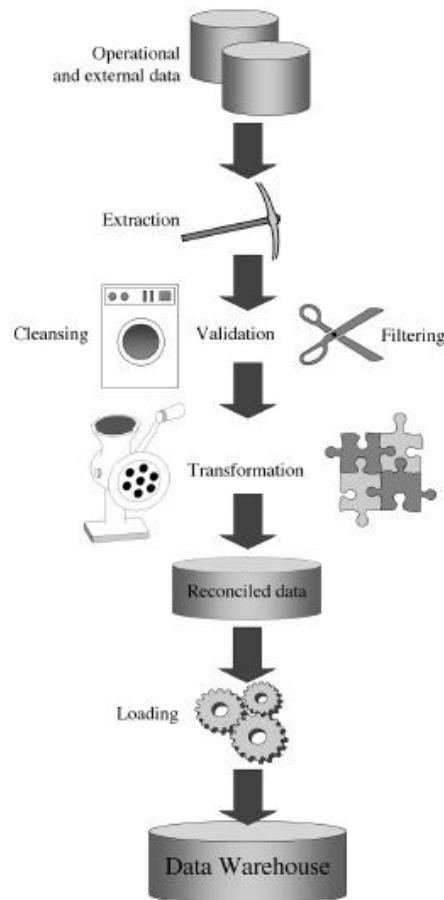 Operational
and external data
Extraction
Cleansing
Validation
Filtering
Transformation
Reconciled data
Loading
Data Warehouse